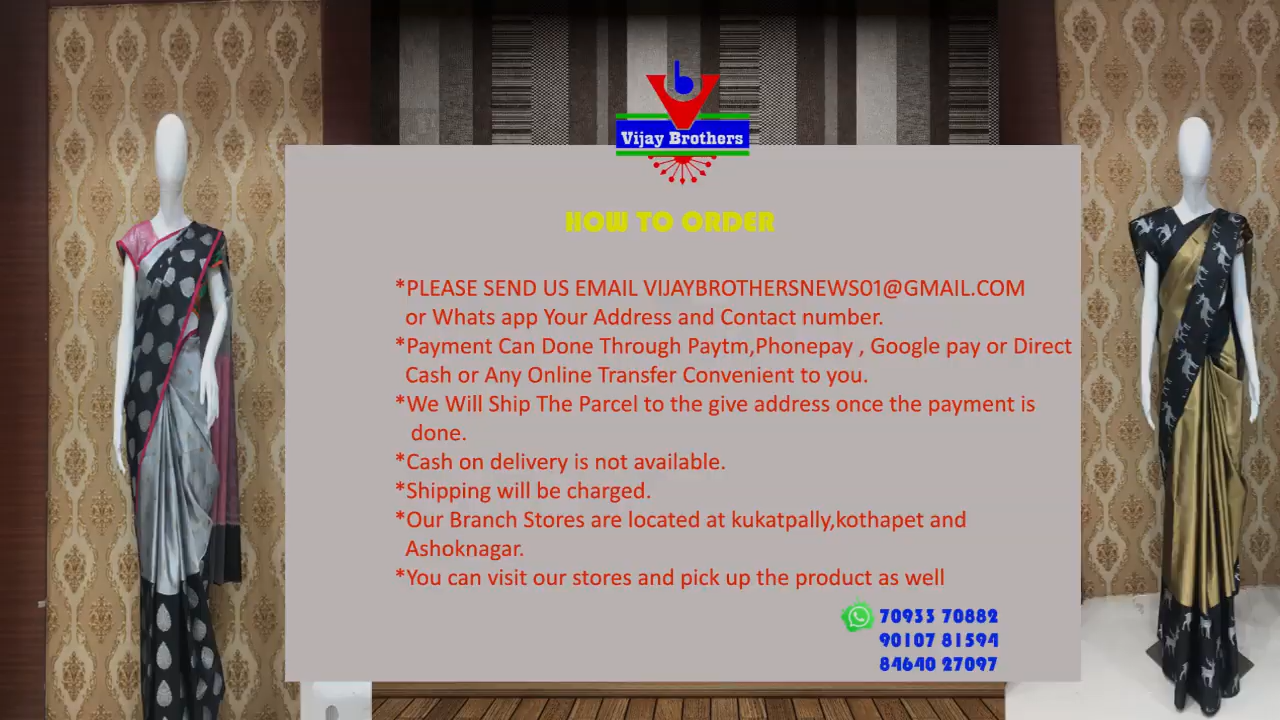 b
Vijay Brothers
HOW TO ORDER
*PLEASE SEND US EMAIL VIJAYBROTHERSNEWS01@GMAIL.COM
or Whats app Your Address and Contact number.
*Payment Can Done Through Paytm,Phonepay , Google pay or Direct
Cash or Any Online Transfer Convenient to you.
*We Will Ship The Parcel to the give address once the payment is
done.
*Cash on delivery is not available.
*Shipping will be charged.
*Our Branch Stores are located at kukatpally,kothapet and
Ashoknagar.
*You can visit our stores and pick up the product as well
70933 70882
90107 81594
84640 27097